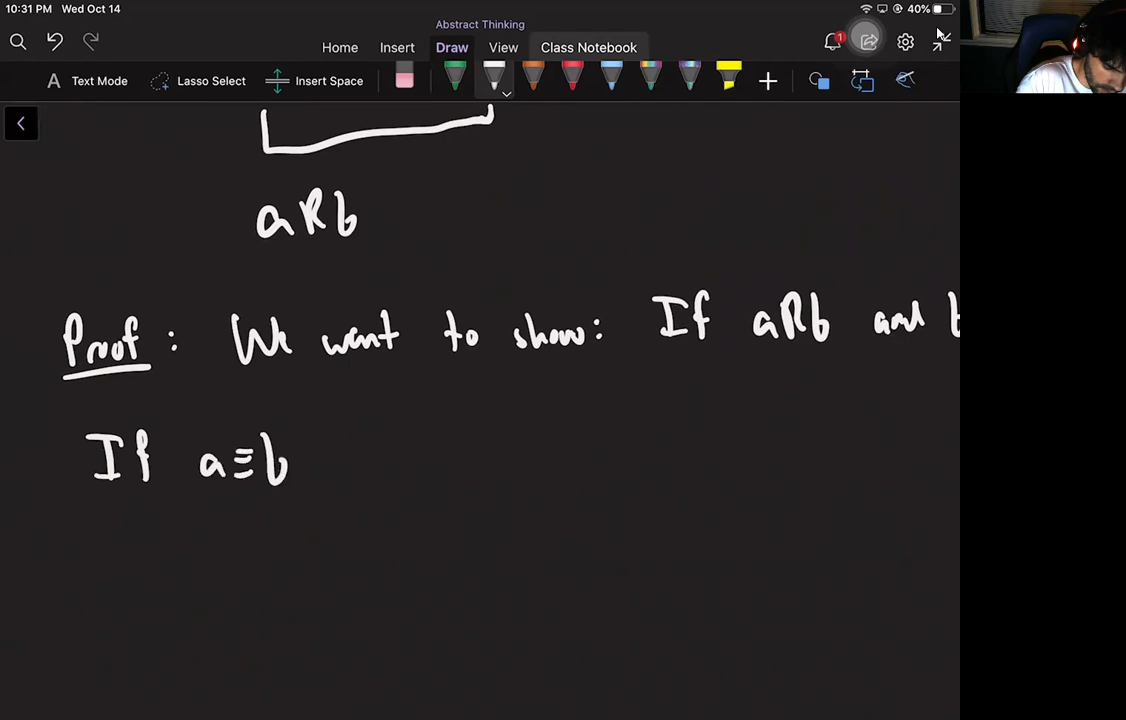 10:31 PM Wed Oct 14
40%
Abstract Thinking
Home Insert Draw View Class Notebook
1
Text Mode Lasso Select Insert Space
aRb
Proof: We want to show: If aRb and
If a≡b